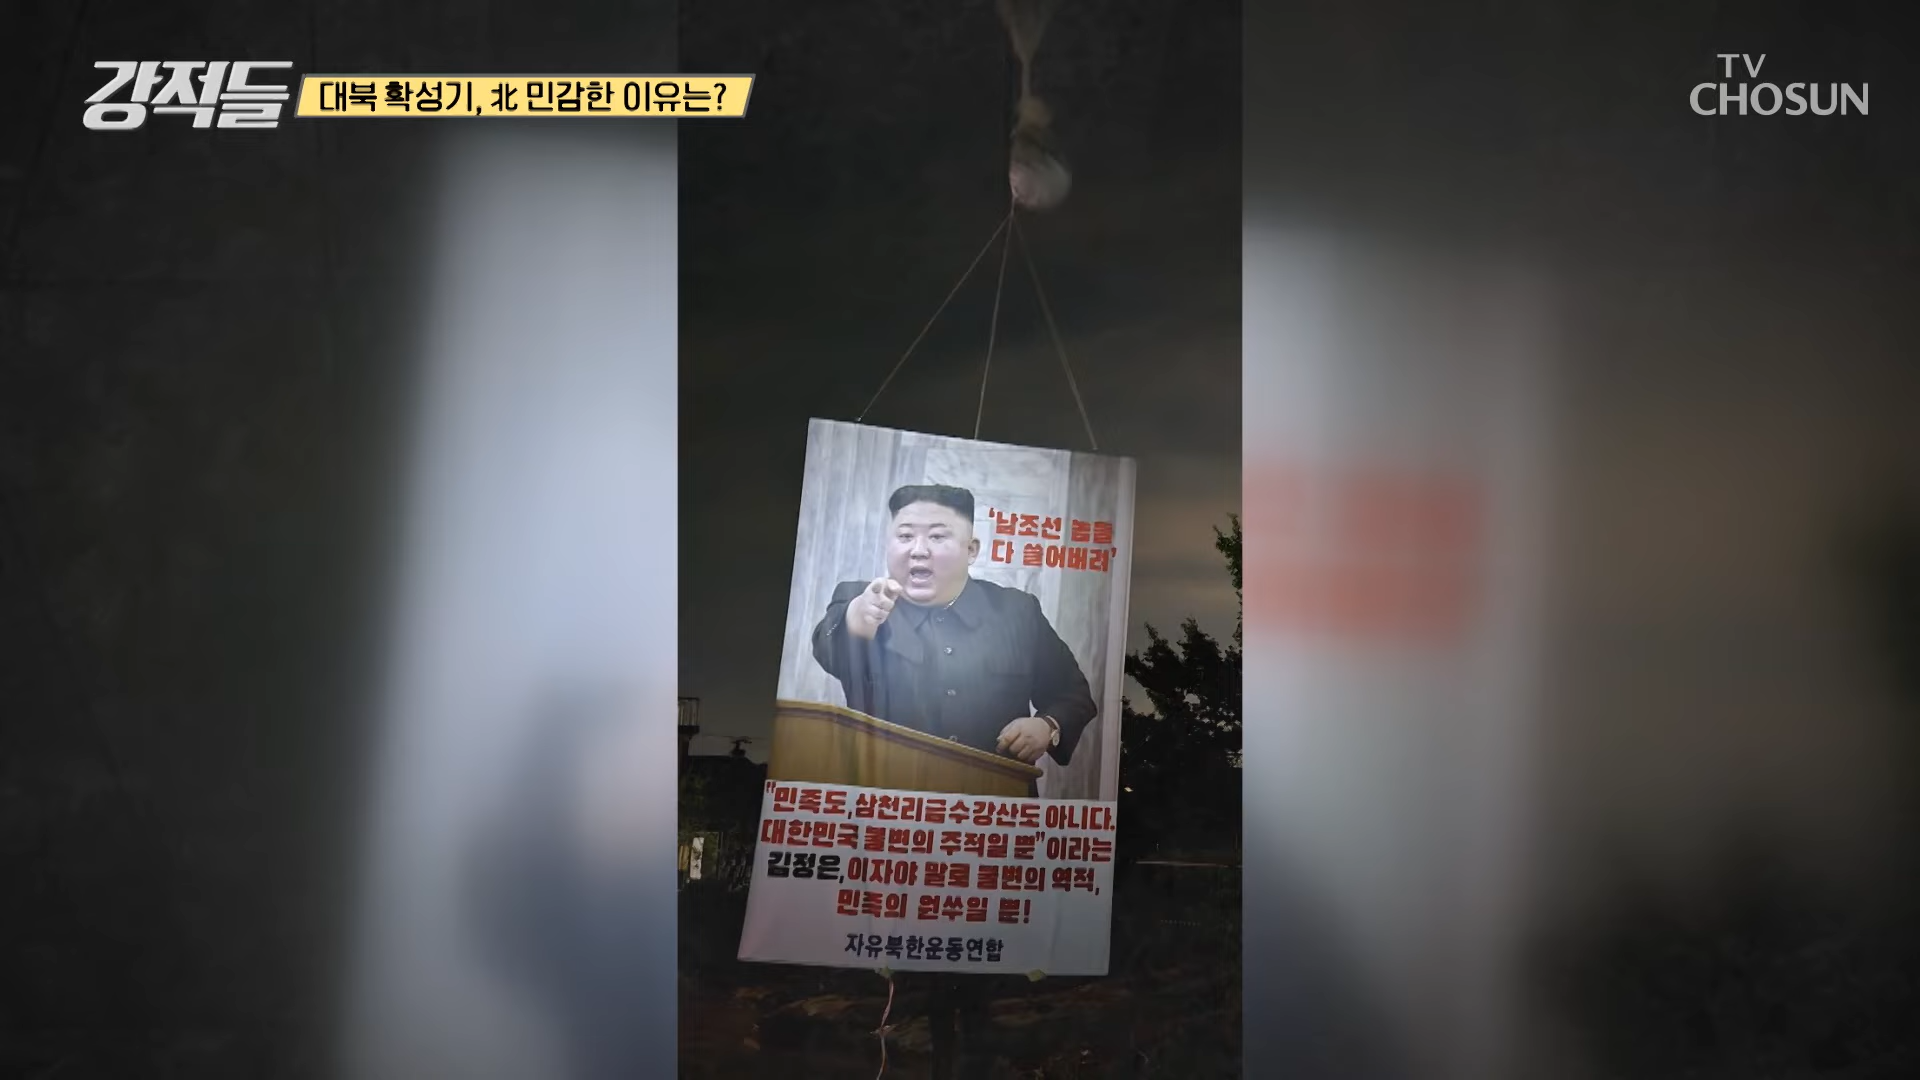 강적들
대북 확성기, 北 민감한 이유는?
TV
CHOSUN
‘남조선 놈들
다 쓸어버려’
“민족도,삼천리금수강산도 아니다.
대한민국 불변의 주적일 뿐”이라는
김정은,이자야 말로 불변의 역적,
민족의 원쑤일 뿐!
자유북한운동연합